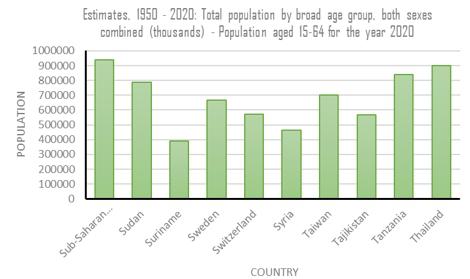 Estimates, 1950 - 2020: Total population by broad age group, both sexes
combined (thousands) - Population aged 15-64 for the year 2020
POPULATION
1000000
900000
800000
700000
600000
500000
400000
300000
200000
100000
0
Sub-Saharan...
Sudan
Suriname
Sweden
Switzerland
Syria
Taiwan
Tajikistan
Tanzania
Thailand
COUNTRY